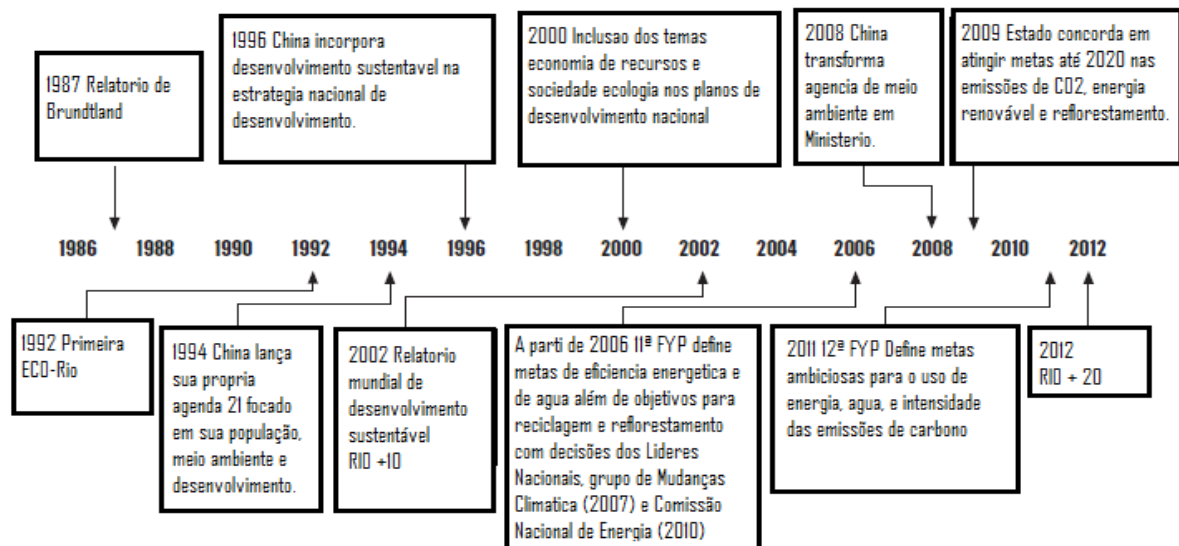 1987 Relatorio de
Brundtland
1996 China incorpora
desenvolvimento sustentavel na
estrategia nacional de
desenvolvimento.
2000 Inclusao dos temas
economia de recursos e
sociedade ecologia nos planos de
desenvolvimento nacional
2008 China
transforma
agencia de meio
ambiente em
Ministerio.
2009 Estado concorda em
atingir metas até 2020 nas
emissões de CO2, energia
renovável e reflorestamento.
1986 1988 1990 1992 1994 1996 1998 2000 2002 2004 2006 2008 2010 2012
1992 Primeira
ECO-Rio
1994 China lança
sua propria
agenda 21 focado
em sua população,
meio ambiente e
desenvolvimento.
2002 Relatorio
mundial de
desenvolvimento
sustentável
RIO +10
A parti de 2006 11ª FYP define
metas de eficiencia energetica e
de agua além de objetivos para
reciclagem e reflorestamento
com decisões dos Lideres
Nacionais, grupo de Mudanças
Climatica (2007) e Comissão
Nacional de Energia (2010)
2011 12ª FYP Define metas
ambiciosas para o uso de
energia, agua, e intensidade
das emissões de carbono
2012
RIO + 20